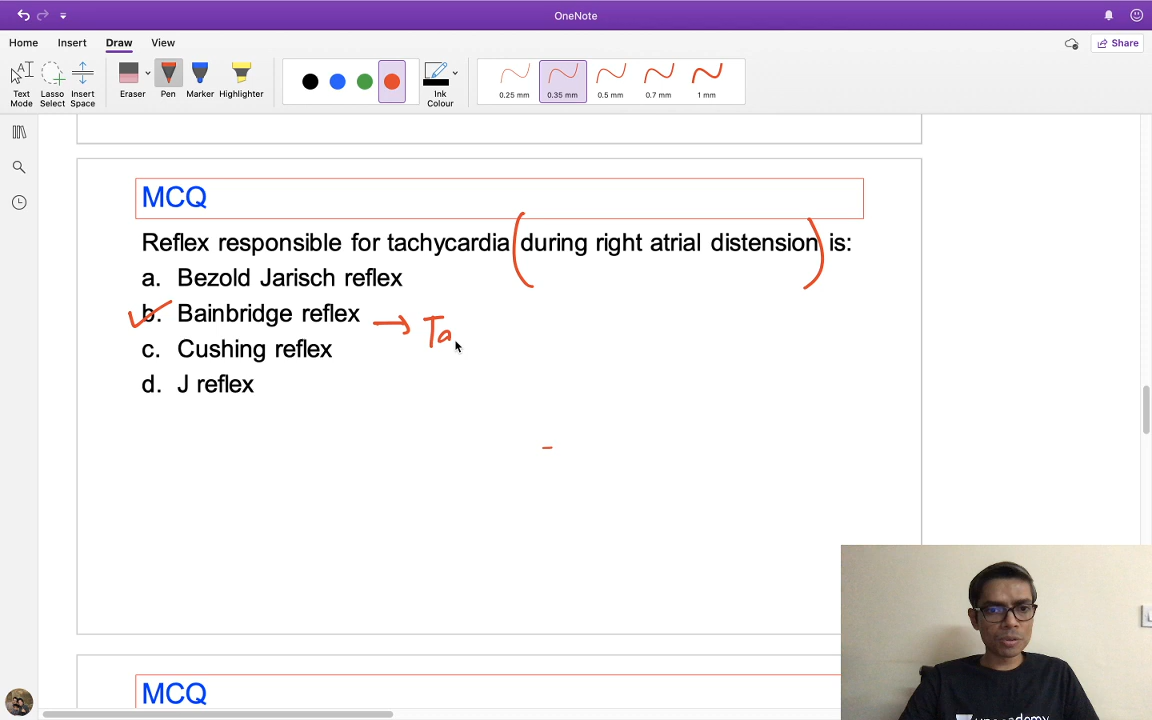 OneNote
Home Insert Draw View
Share
Text Mode
Lasso Select
Insert Space
Eraser
Pen
Marker
Highlighter
Ink Colour
0.25 mm
0.35 mm
0.5 mm
0.7 mm
1 mm
MCQ
Reflex responsible for tachycardia (during right atrial distension) is:
a. Bezold Jarisch reflex
b. Bainbridge reflex → Ta
c. Cushing reflex
d. J reflex
MCQ